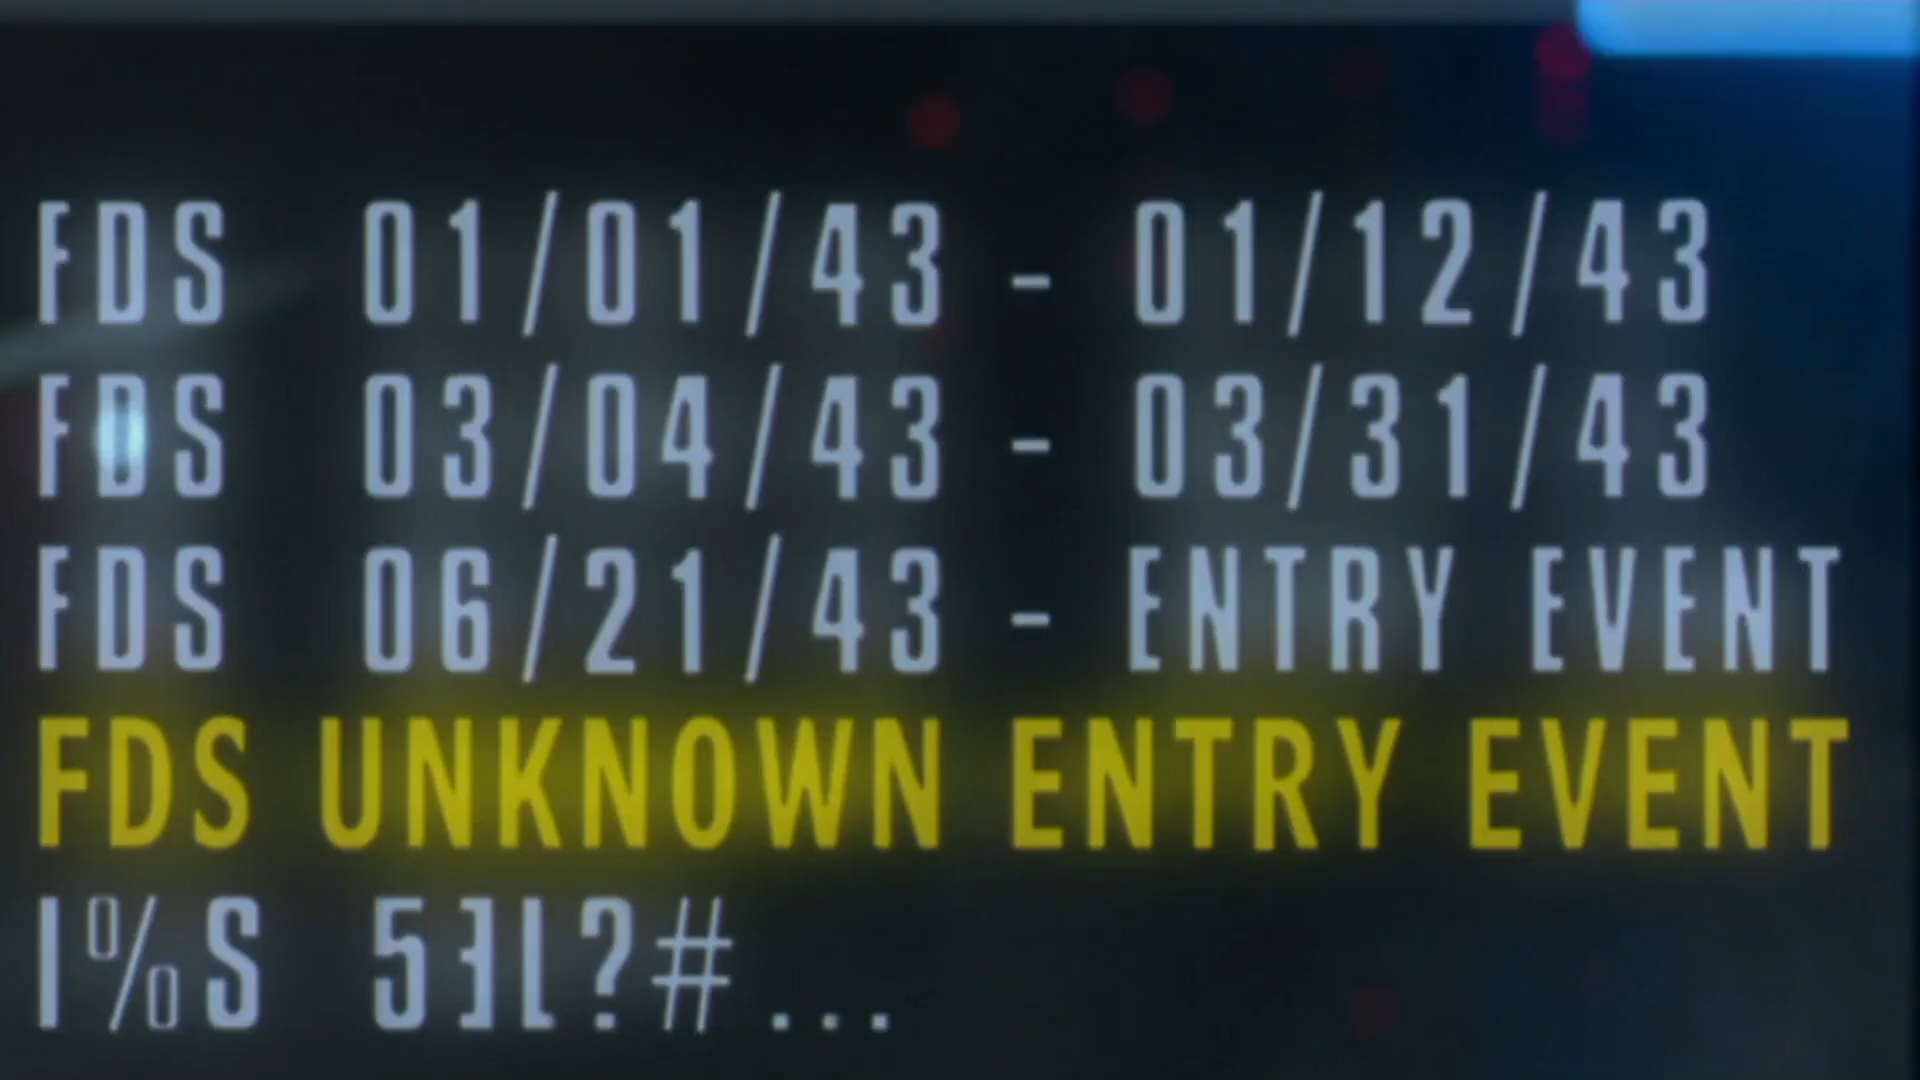 FDS 01/01/43 - 01/12/43
FDS 03/04/43 - 03/31/43
FDS 06/21/43 - ENTRY EVENT
FDS UNKNOWN ENTRY EVENT